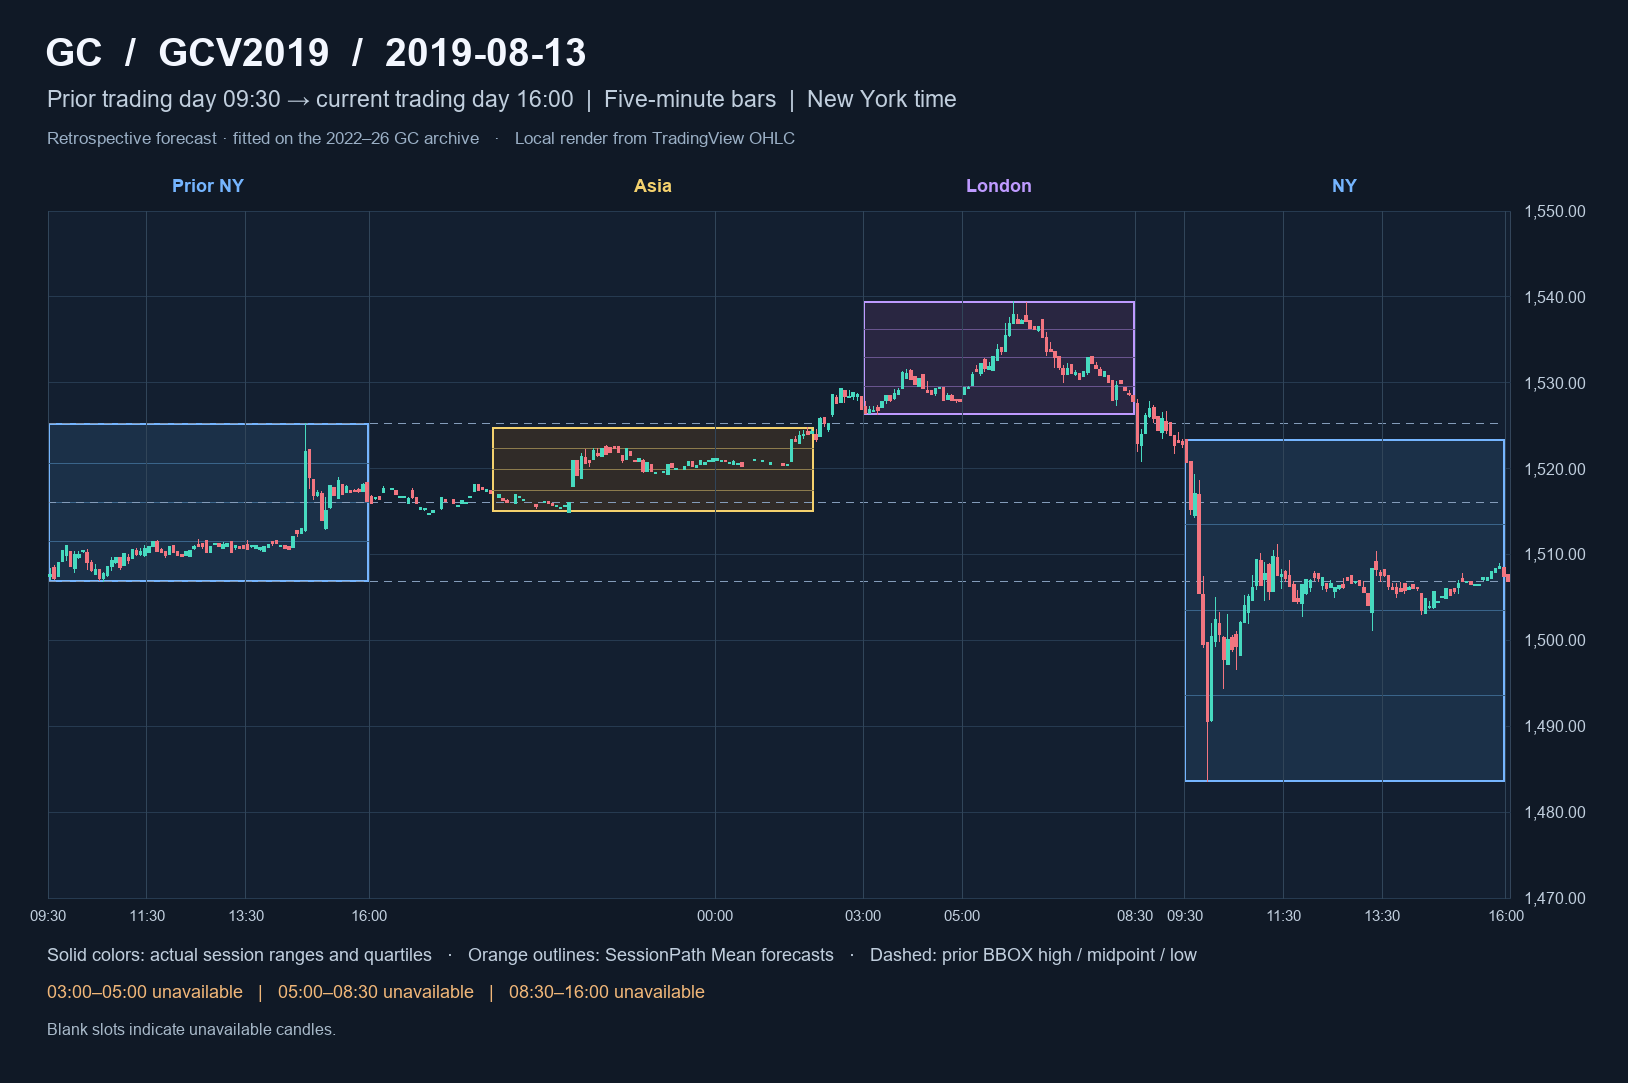 GC / GCV2019 / 2019-08-13
Prior trading day 09:30 → current trading day 16:00 | Five-minute bars | New York time
Retrospective forecast · fitted on the 2022–26 GC archive · Local render from TradingView OHLC
Prior NY Asia London NY
1,550.00
1,540.00
1,530.00
1,520.00
1,510.00
1,500.00
1,490.00
1,480.00
1,470.00
09:30 11:30 13:30 16:00 00:00 03:00 05:00 08:30 09:30 11:30 13:30 16:00
Solid colors: actual session ranges and quartiles · Orange outlines: SessionPath Mean forecasts · Dashed: prior BBOX high / midpoint / low
03:00–05:00 unavailable | 05:00–08:30 unavailable | 08:30–16:00 unavailable
Blank slots indicate unavailable candles.